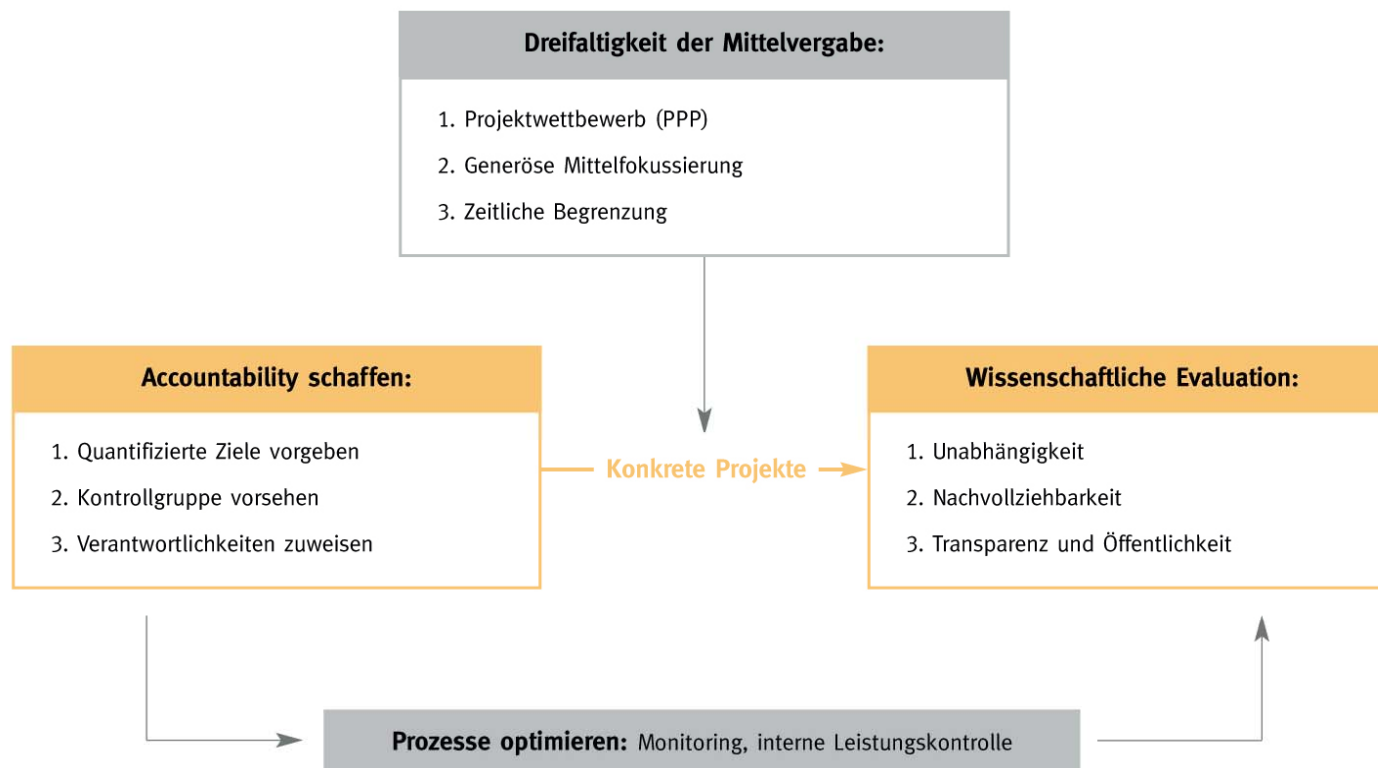 Dreifaltigkeit der Mittelvergabe:
1. Projektwettbewerb (PPP)
2. Generöse Mittelfokussierung
3. Zeitliche Begrenzung
Accountability schaffen:
1. Quantifizierte Ziele vorgeben
2. Kontrollgruppe vorsehen
3. Verantwortlichkeiten zuweisen
Konkrete Projekte
Wissenschaftliche Evaluation:
1. Unabhängigkeit
2. Nachvollziehbarkeit
3. Transparenz und Öffentlichkeit
Prozesse optimieren: Monitoring, interne Leistungskontrolle